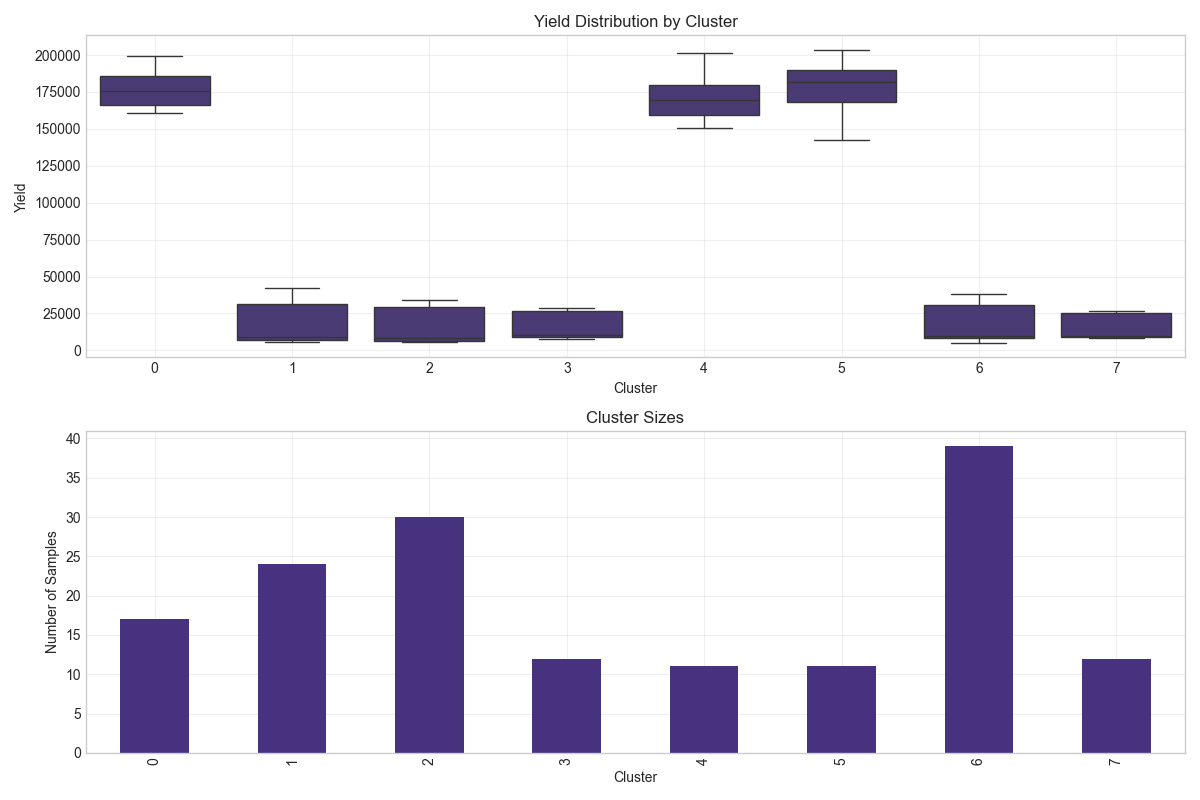 Yield Distribution by Cluster
200000
175000
150000
125000
100000
75000
50000
25000
0
Yield
0 1 2 3 4 5 6 7
Cluster
Cluster Sizes
40
35
30
25
20
15
10
5
0
Number of Samples
0 1 2 3 4 5 6 7
Cluster